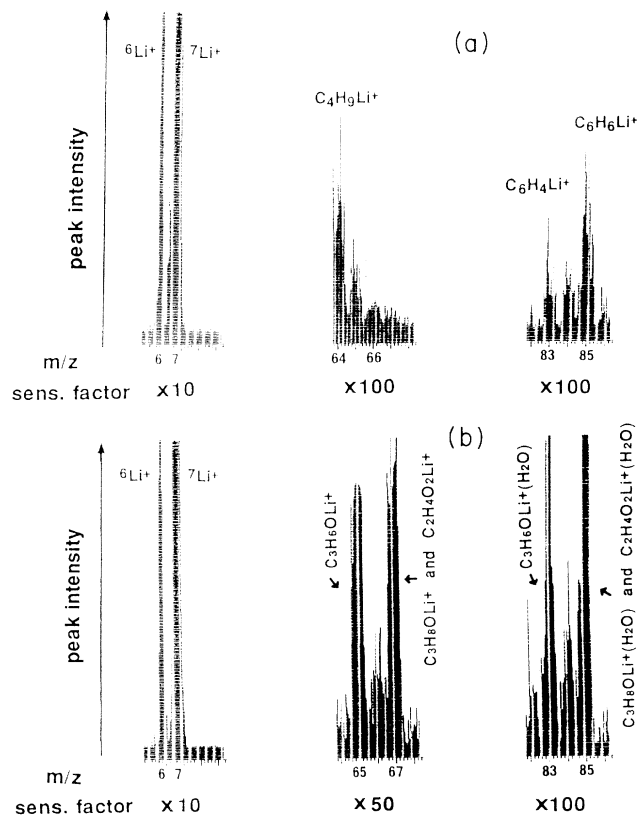 (a)
⁶Li⁺
⁷Li⁺
C₄H₉Li⁺
C₆H₄Li⁺
C₆H₆Li⁺
peak intensity
m/z
6 7
64 66
83 85
sens. factor
x10
x100
x100
(b)
⁶Li⁺
⁷Li⁺
C₃H₆OLi⁺
C₃H₈OLi⁺ and C₂H₄O₂Li⁺
C₃H₆OLi⁺(H₂O)
C₃H₈OLi⁺(H₂O) and C₂H₄O₂Li⁺(H₂O)
peak intensity
m/z
6 7
65 67
83 85
sens. factor
x10
x50
x100